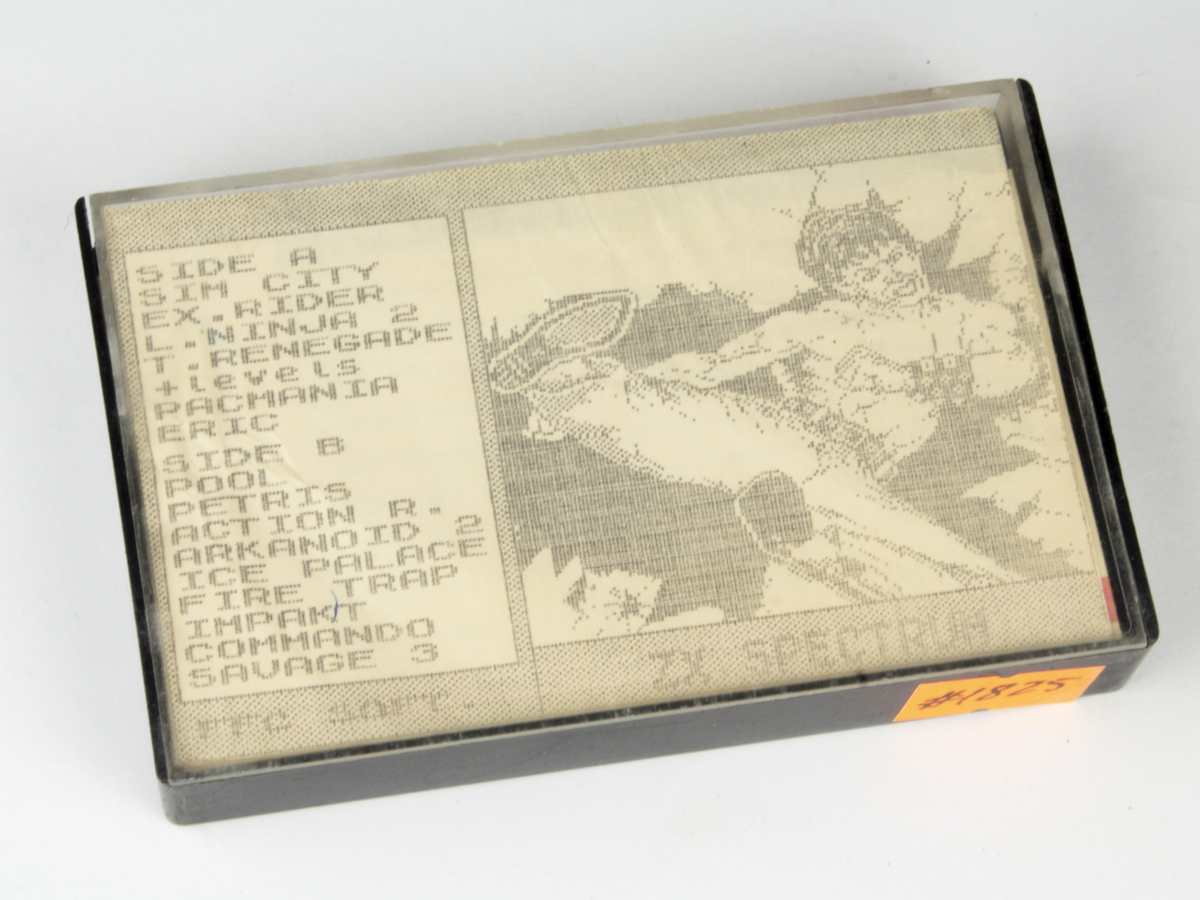 SIDE A
SIM CITY
EX.RIDER
L.NINJA 2
T.RENEGADE
+levels
PACMANIA
ERIC
SIDE B
POOL
PETRIS
ACTION R.
ARKANOID 2
ICE PALACE
FIRE TRAP
IMPAKT
COMMANDO
SAVAGE 3
SOFT
ZX SPECTRUM
#1825